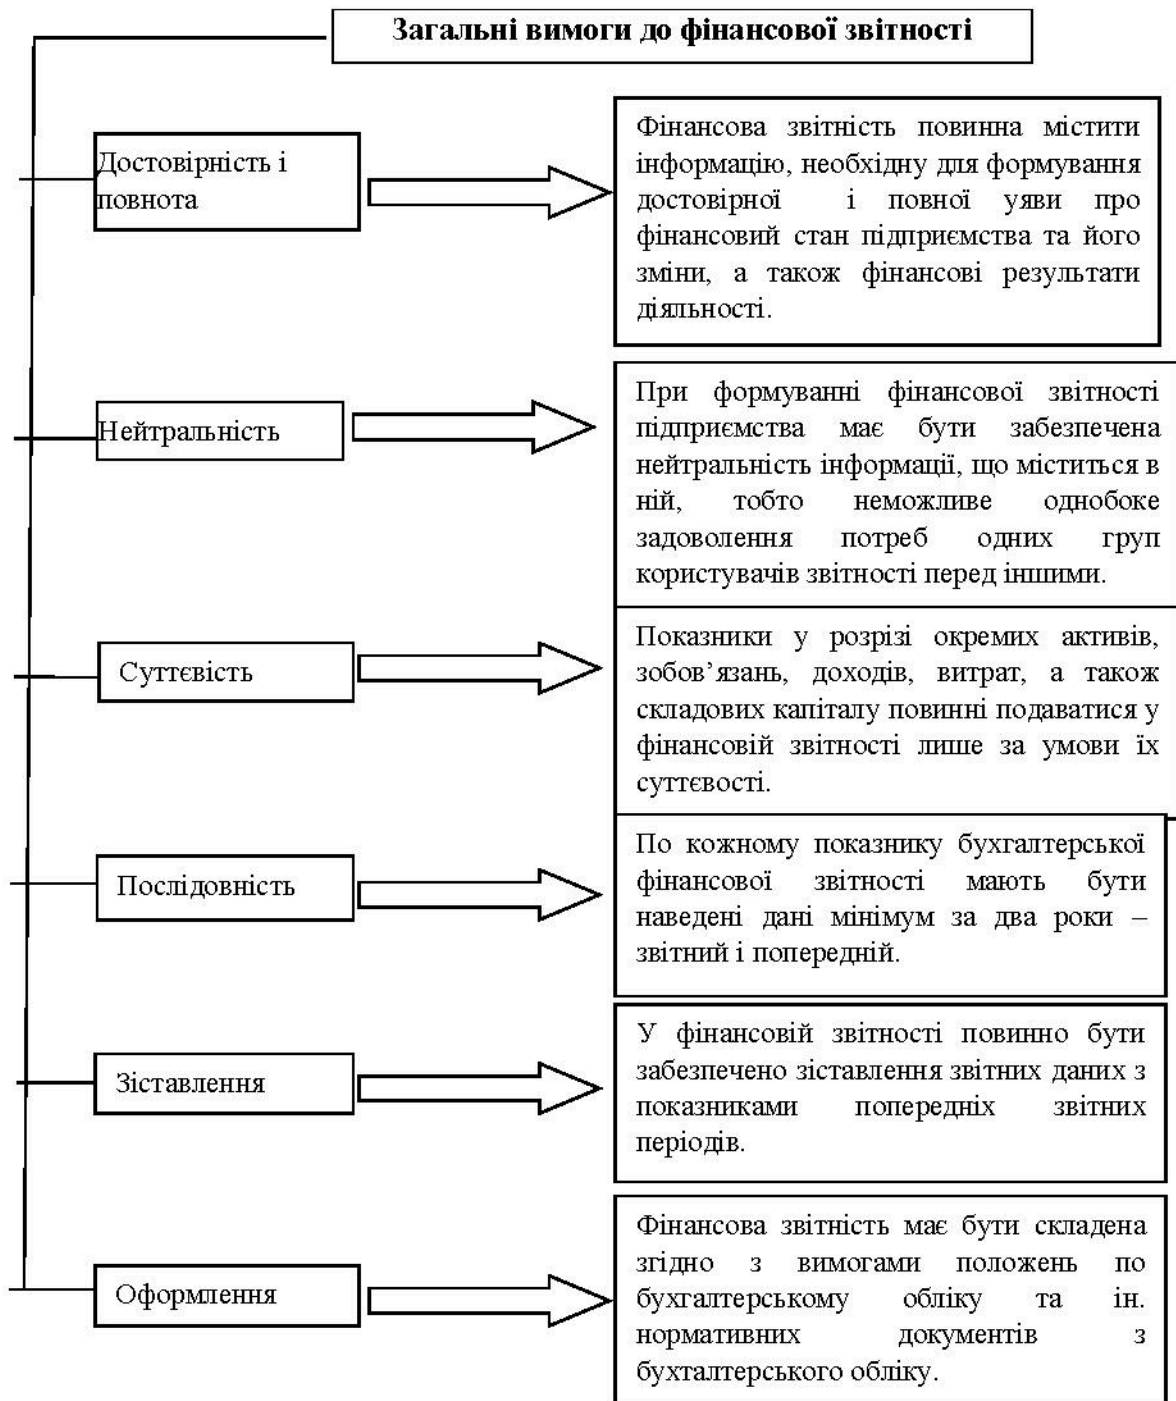 Загальні вимоги до фінансової звітності
Достовірність і
повнота
Фінансова звітність повинна містити
інформацію, необхідну для формування
достовірної і повної уяви про
фінансовий стан підприємства та його
зміни, а також фінансові результати
діяльності.
Нейтральність
При формуванні фінансової звітності
підприємства має бути забезпечена
нейтральність інформації, що міститься в
ній, тобто неможливе однобоке
задоволення потреб одних груп
користувачів звітності перед іншими.
Суттєвість
Показники у розрізі окремих активів,
зобов’язань, доходів, витрат, а також
складових капіталу повинні подаватися у
фінансовій звітності лише за умови їх
суттєвості.
Послідовність
По кожному показнику бухгалтерської
фінансової звітності мають бути
наведені дані мінімум за два роки –
звітний і попередній.
Зіставлення
У фінансовій звітності повинно бути
забезпечено зіставлення звітних даних з
показниками попередніх звітних
періодів.
Оформлення
Фінансова звітність має бути складена
згідно з вимогами положень по
бухгалтерському обліку та ін.
нормативних документів з
бухгалтерського обліку.